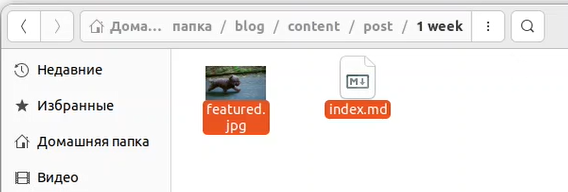 Дома… папка / blog / content / post / 1 week
Недавние
Избранные
Домашняя папка
Видео
featured.
jpg
M↓
index.md